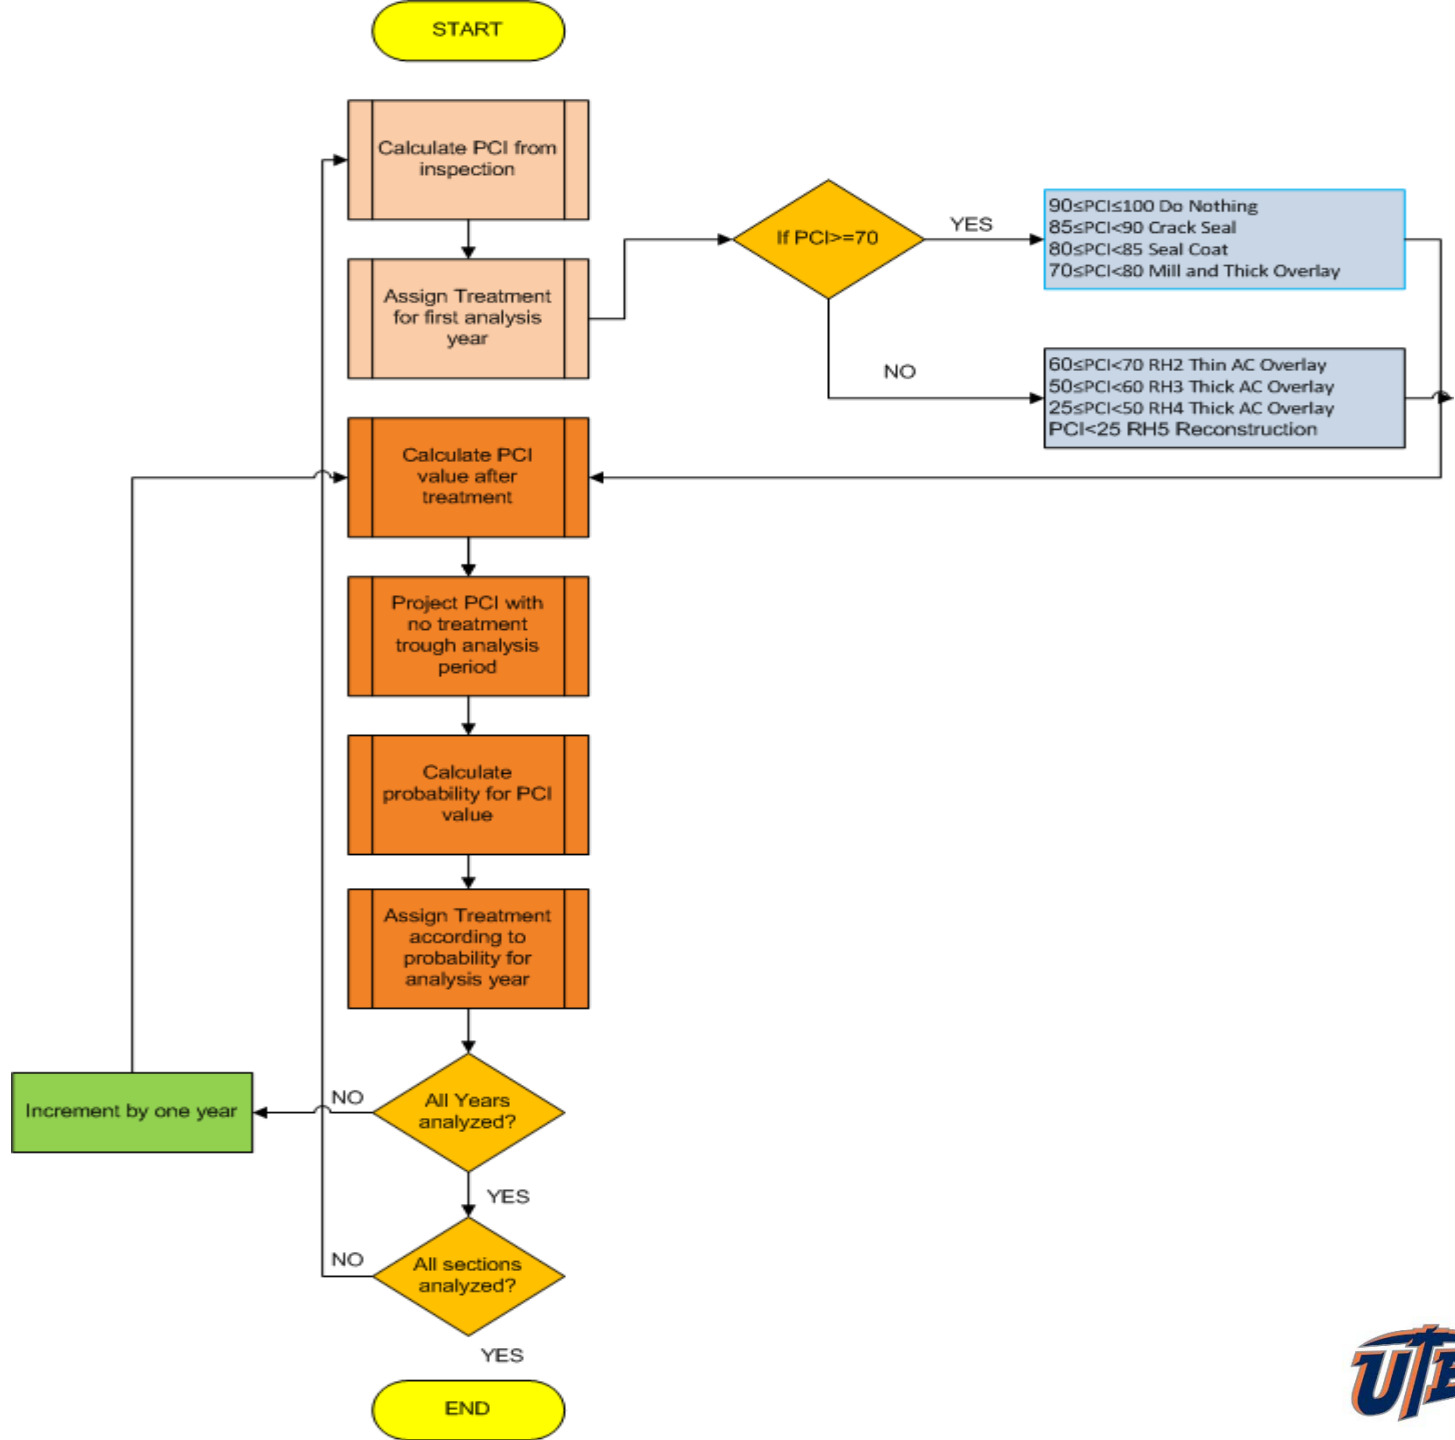 START
Calculate PCI from
inspection
Assign Treatment
for first analysis
year
If PCI>=70
YES
90≤PCI≤100 Do Nothing
85≤PCI<90 Crack Seal
80≤PCI<85 Seal Coat
70≤PCI<80 Mill and Thick Overlay
NO
60≤PCI<70 RH2 Thin AC Overlay
50≤PCI<60 RH3 Thick AC Overlay
25≤PCI<50 RH4 Thick AC Overlay
PCI<25 RH5 Reconstruction
Calculate PCI
value after
treatment
Project PCI with
no treatment
trough analysis
period
Calculate
probability for PCI
value
Assign Treatment
according to
probability for
analysis year
All Years
analyzed?
NO
Increment by one year
YES
All sections
analyzed?
NO
YES
END
UTE